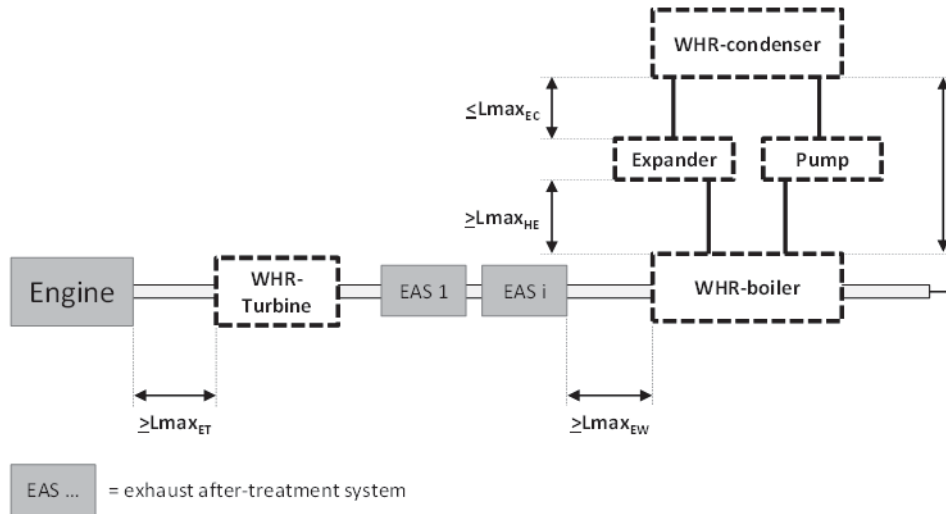 WHR-condenser
≤Lmax_EC
Expander
Pump
≥Lmax_HE
Engine
WHR-
Turbine
EAS 1
EAS i
WHR-boiler
≥Lmax_ET
≥Lmax_EW
EAS ...
= exhaust after-treatment system